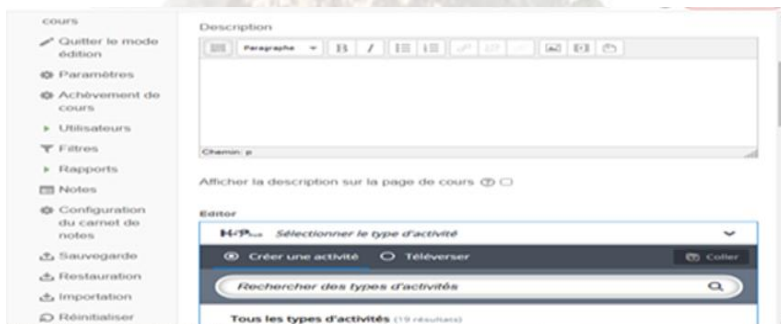 cours
Quitter le mode
édition
Paramètres
Achèvement de
cours
Utilisateurs
Filtres
Rapports
Notes
Configuration
du carnet de
notes
Sauvegarde
Restauration
Importation
Réinitialiser
Description
Paragraphe
Chemin: p
Afficher la description sur la page de cours
Editor
Sélectionner le type d'activité
Créer une activité Téléverser Coller
Rechercher des types d'activités
Tous les types d'activités (19 résultats)